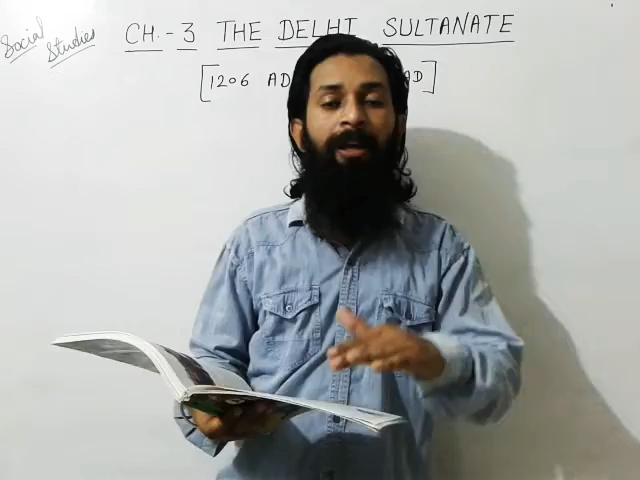 Social Studies
CH.-3 THE DELHI SULTANATE
[1206 AD AD]